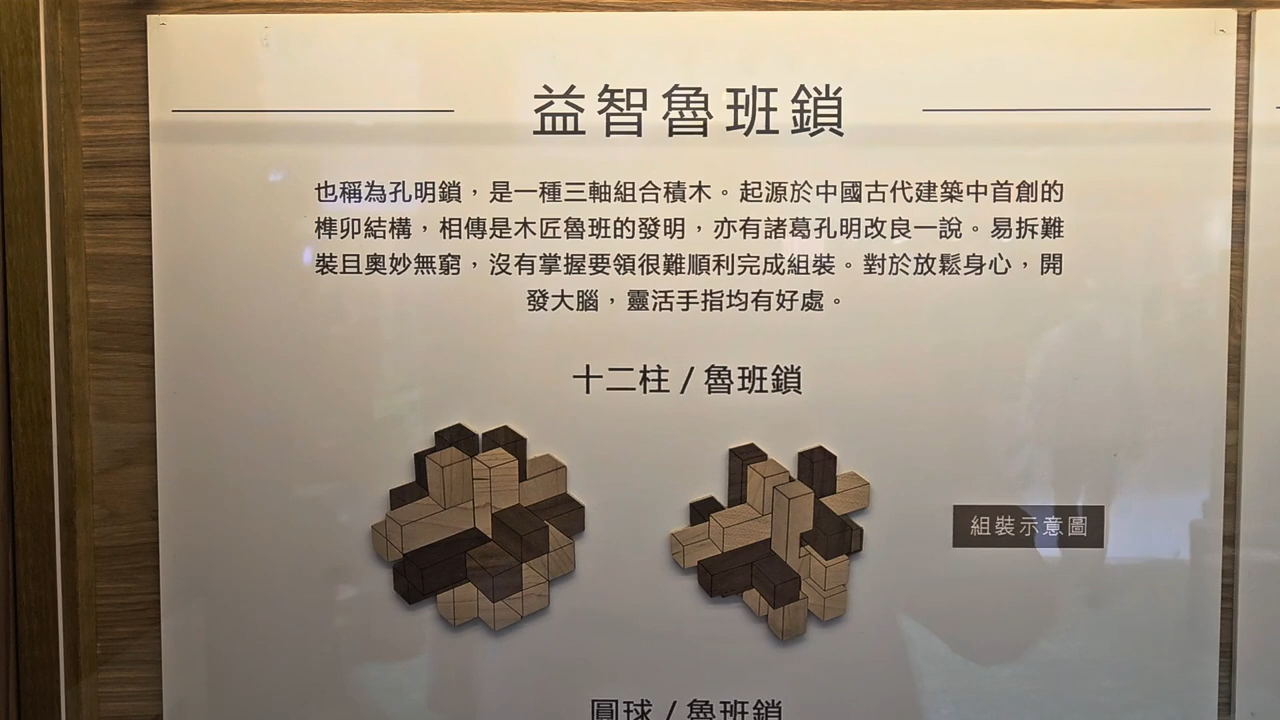 益智魯班鎖
也稱為孔明鎖，是一種三軸組合積木。起源於中國古代建築中首創的
榫卯結構，相傳是木匠魯班的發明，亦有諸葛孔明改良一說。易拆難
裝且奧妙無窮，沒有掌握要領很難順利完成組裝。對於放鬆身心，開
發大腦，靈活手指均有好處。
十二柱 / 魯班鎖
組裝示意圖
圓球 / 魯班鎖